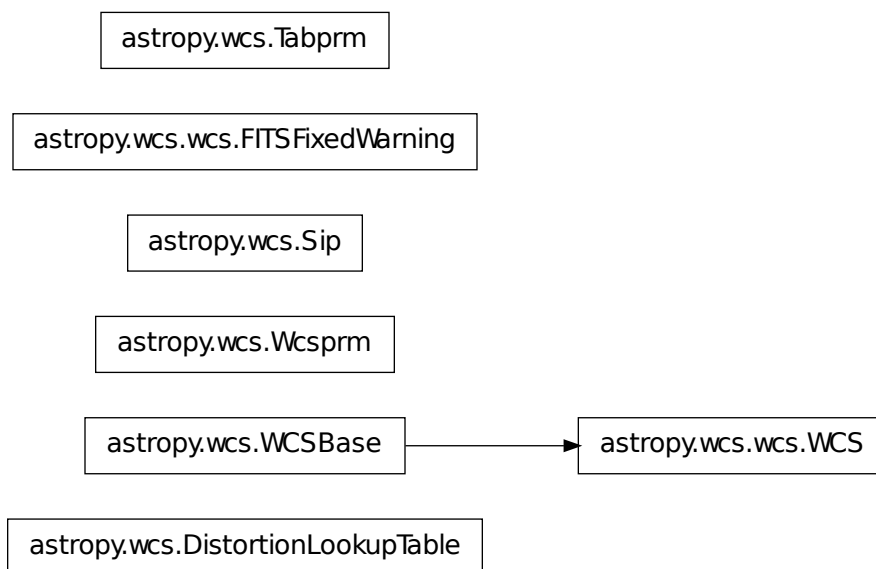 astropy.wcs.Tabprm
astropy.wcs.wcs.FITSFixedWarning
astropy.wcs.Sip
astropy.wcs.Wcsprm
astropy.wcs.WCSBase
astropy.wcs.wcs.WCS
astropy.wcs.DistortionLookupTable